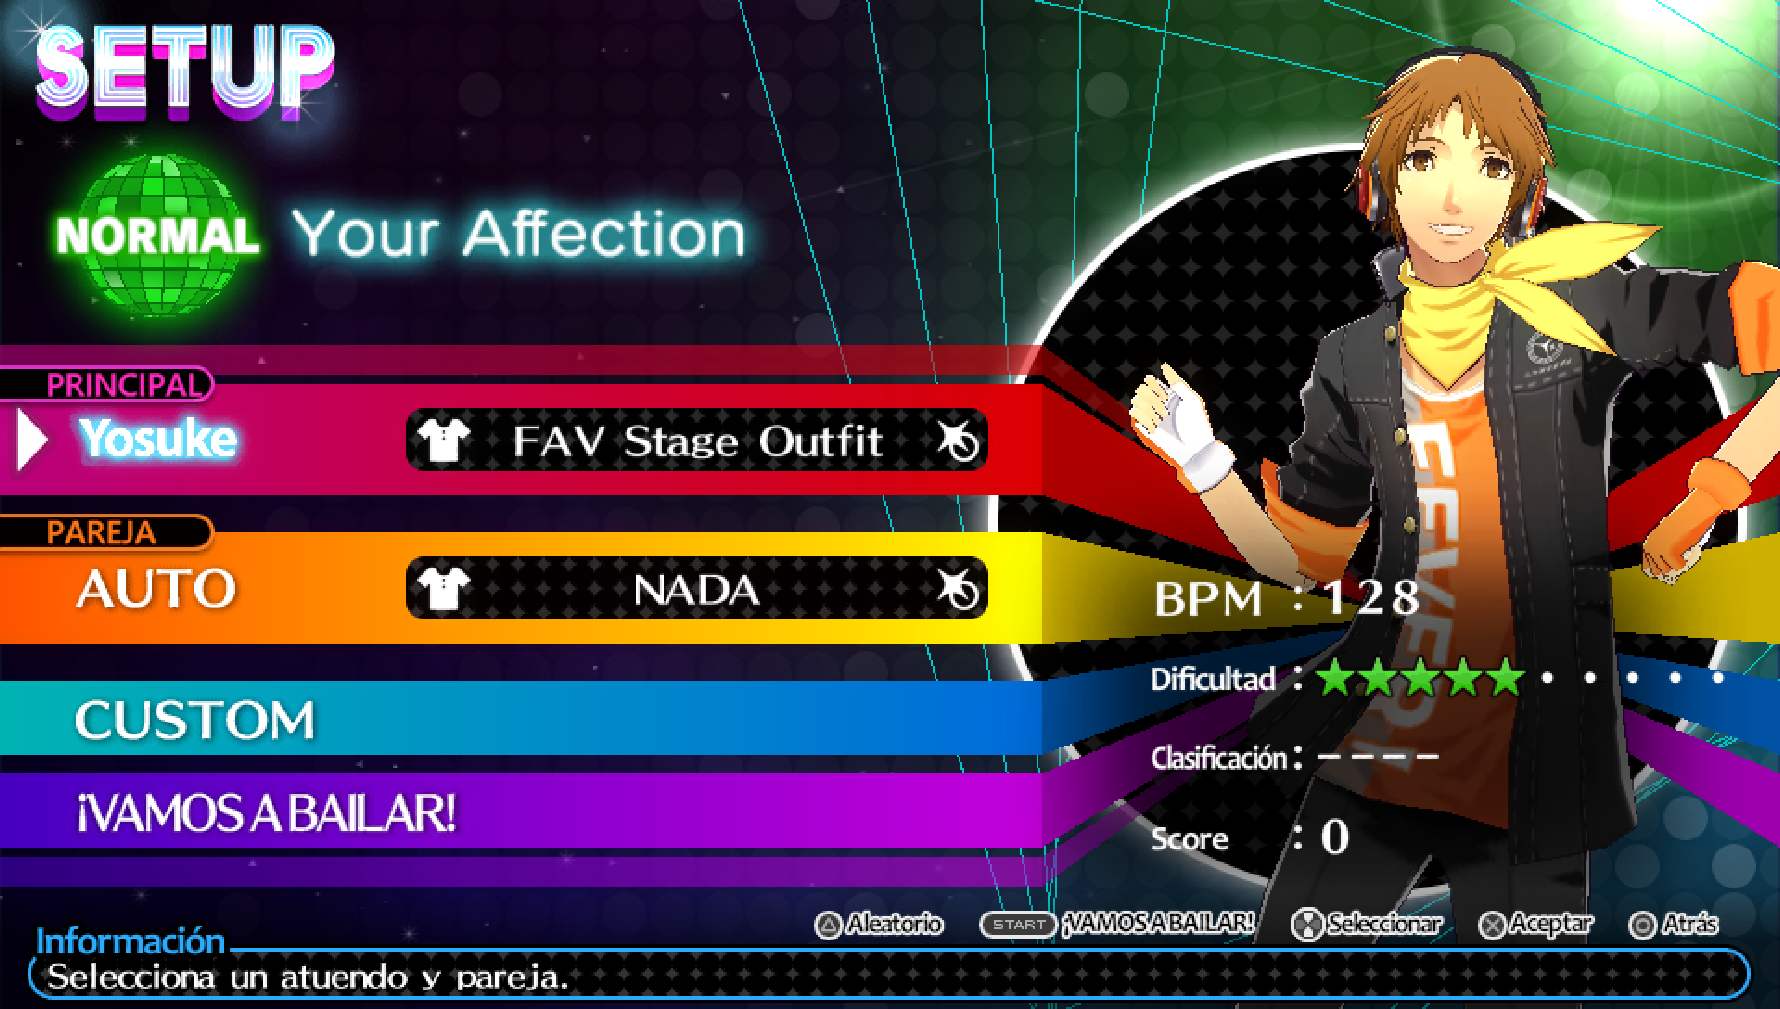 SETUP
NORMAL
Your Affection
PRINCIPAL
Yosuke
FAV Stage Outfit
PAREJA
AUTO
NADA
CUSTOM
¡VAMOS A BAILAR!
FEVER!
BPM : 128
Dificultad : ★★★★★ • • • • •
Clasificación : – – – –
Score : 0
Aleatorio
START ¡VAMOS A BAILAR!
Seleccionar
Aceptar
Atrás
Información
Selecciona un atuendo y pareja.